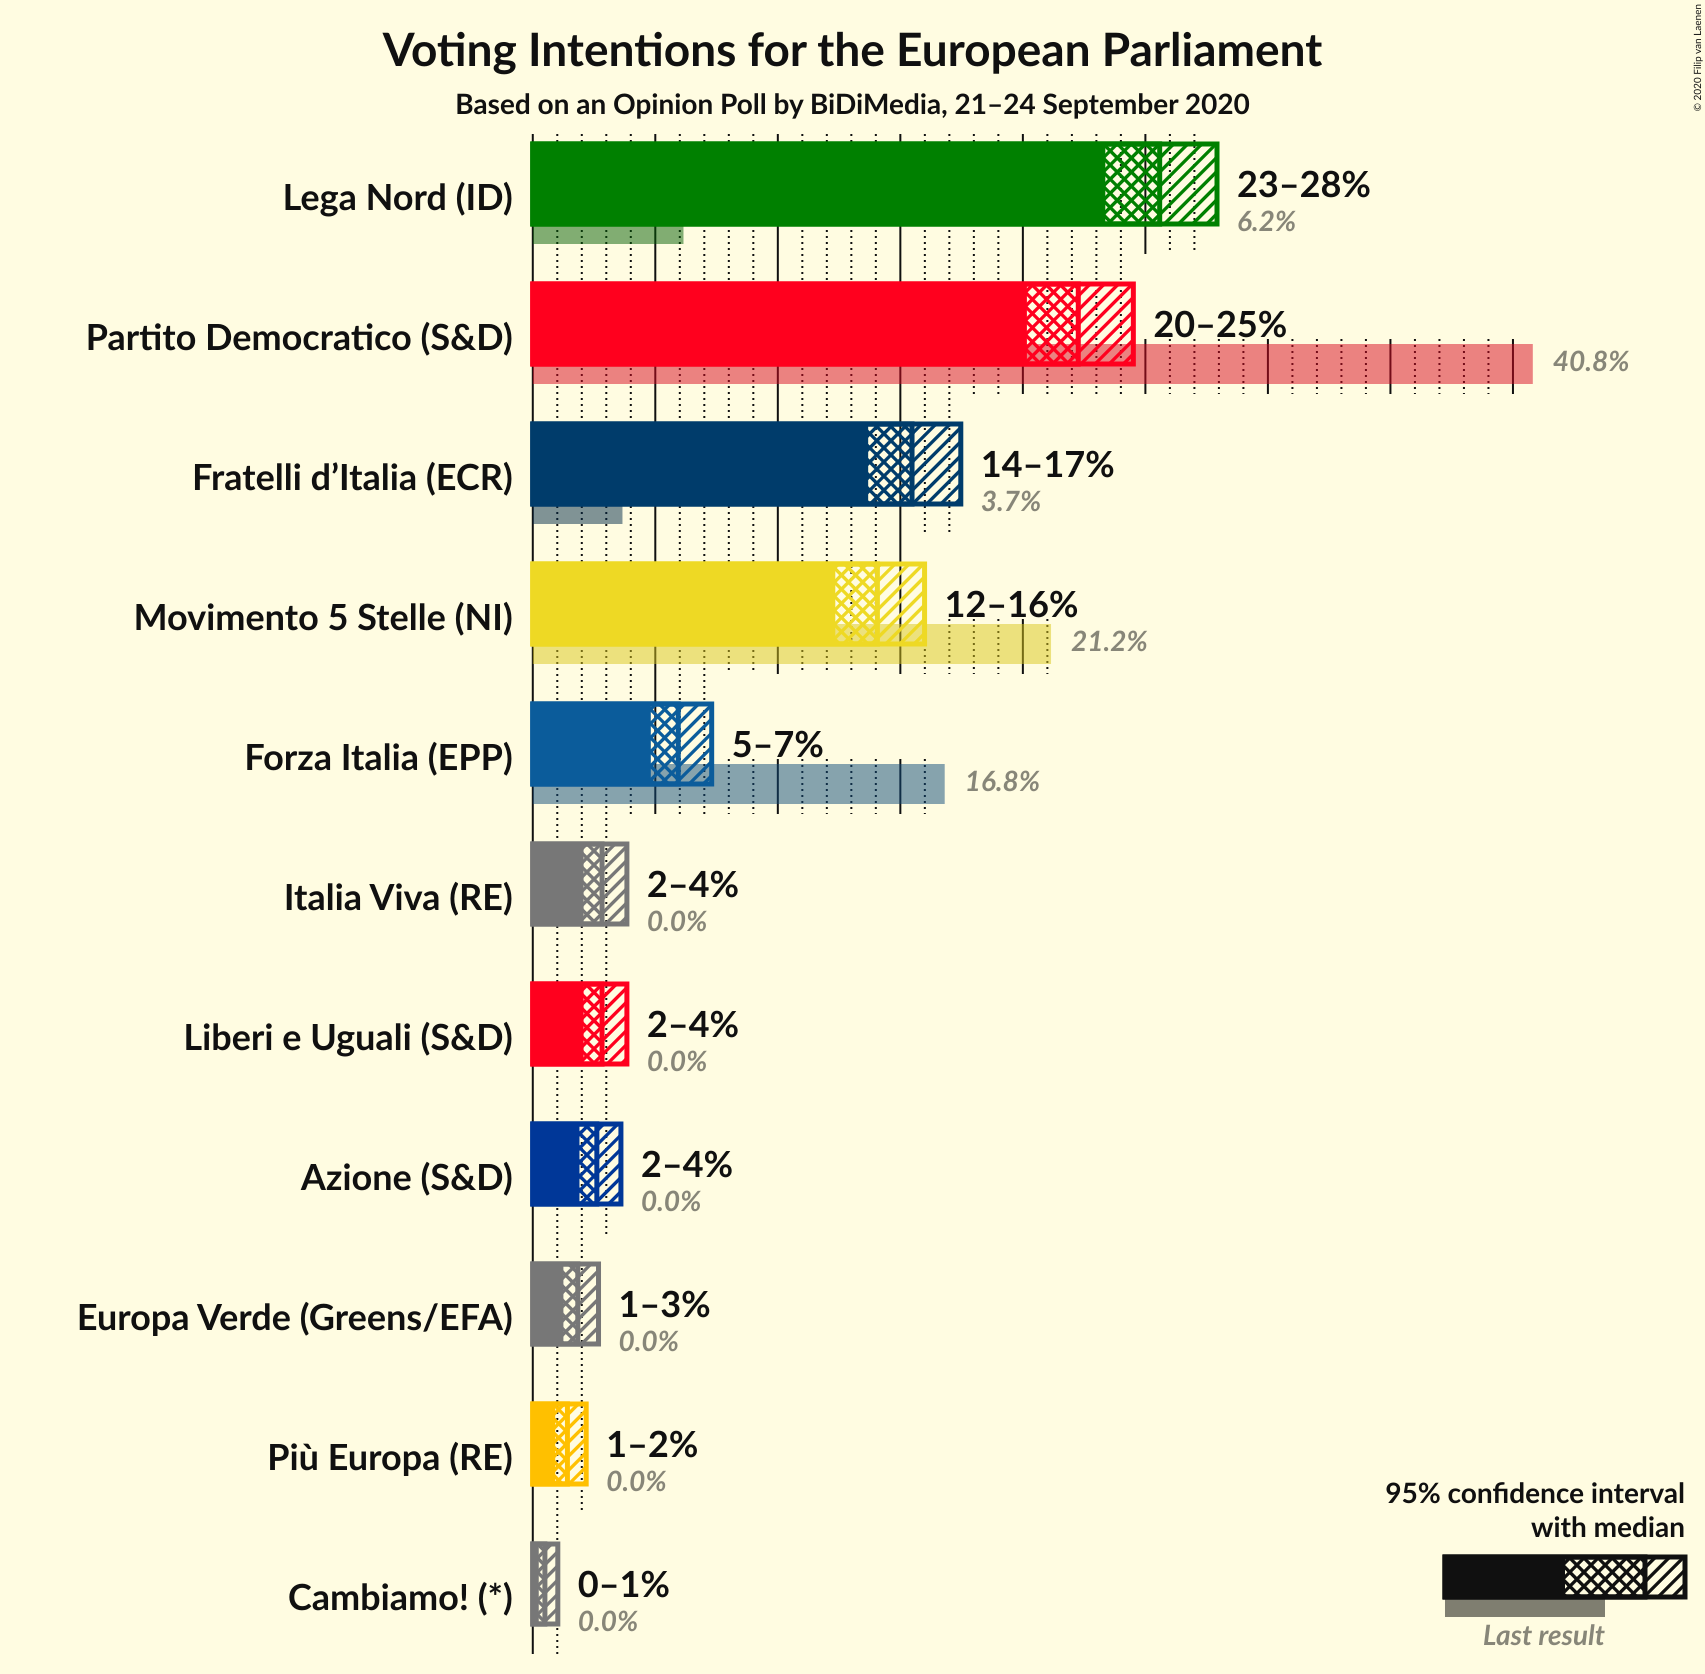 Voting Intentions for the European Parliament
Based on an Opinion Poll by BiDiMedia, 21–24 September 2020
© 2020 Filip van Laenen
Lega Nord (ID)
23–28%
6.2%
Partito Democratico (S&D)
20–25%
40.8%
Fratelli d’Italia (ECR)
14–17%
3.7%
Movimento 5 Stelle (NI)
12–16%
21.2%
Forza Italia (EPP)
5–7%
16.8%
Italia Viva (RE)
2–4%
0.0%
Liberi e Uguali (S&D)
2–4%
0.0%
Azione (S&D)
2–4%
0.0%
Europa Verde (Greens/EFA)
1–3%
0.0%
Più Europa (RE)
1–2%
0.0%
Cambiamo! (*)
0–1%
0.0%
95% confidence interval
with median
Last result